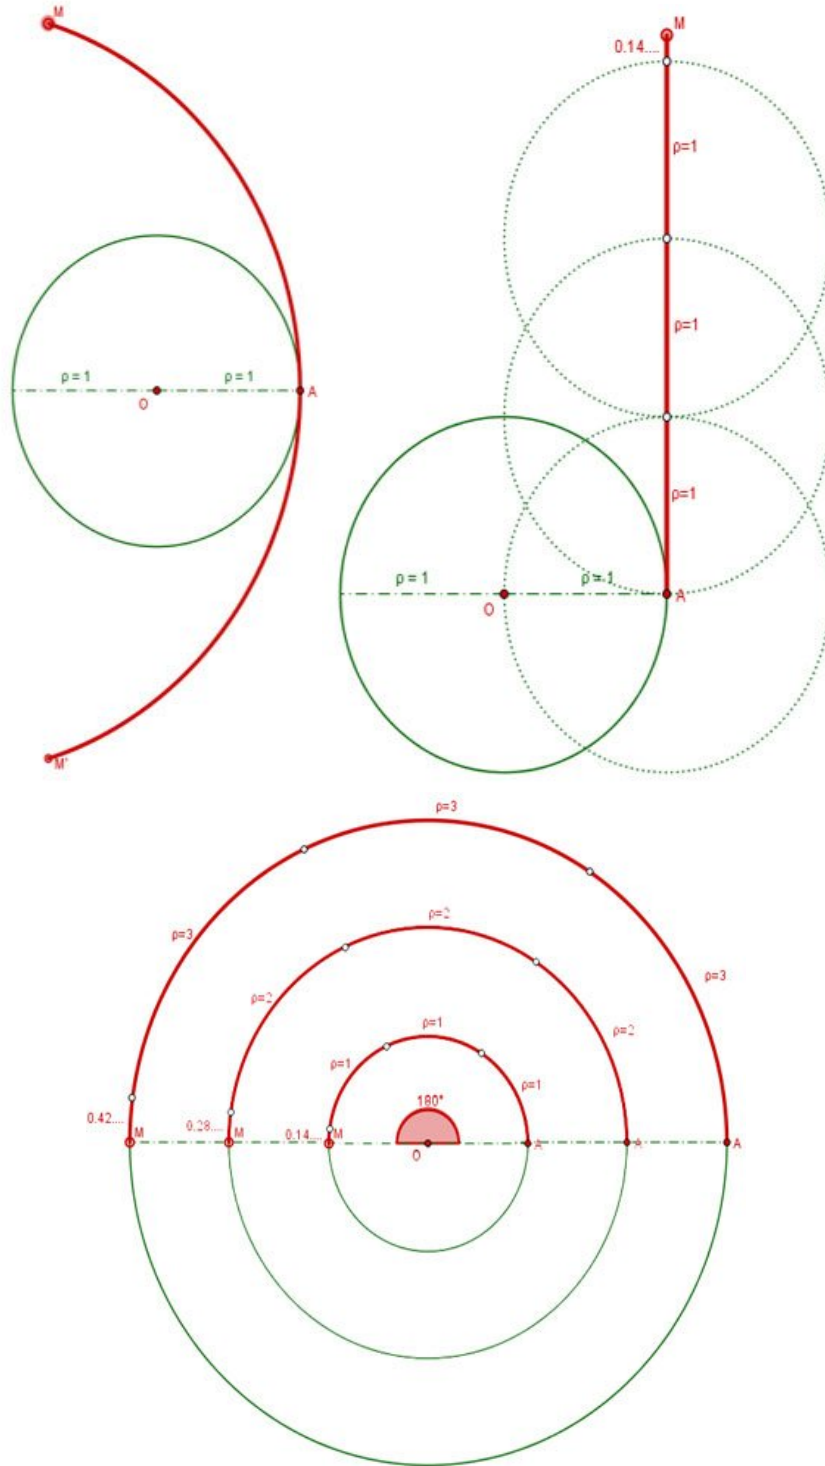 M
ρ = 1
ρ = 1
O
A
M'
M
0.14....
ρ=1
ρ=1
ρ=1
ρ = 1
ρ = 1
O
A
ρ=3
ρ=3
ρ=3
ρ=2
ρ=2
ρ=2
ρ=1
ρ=1
ρ=1
180°
0.42....
M
0.28....
M
0.14....
M
O
A
A
A